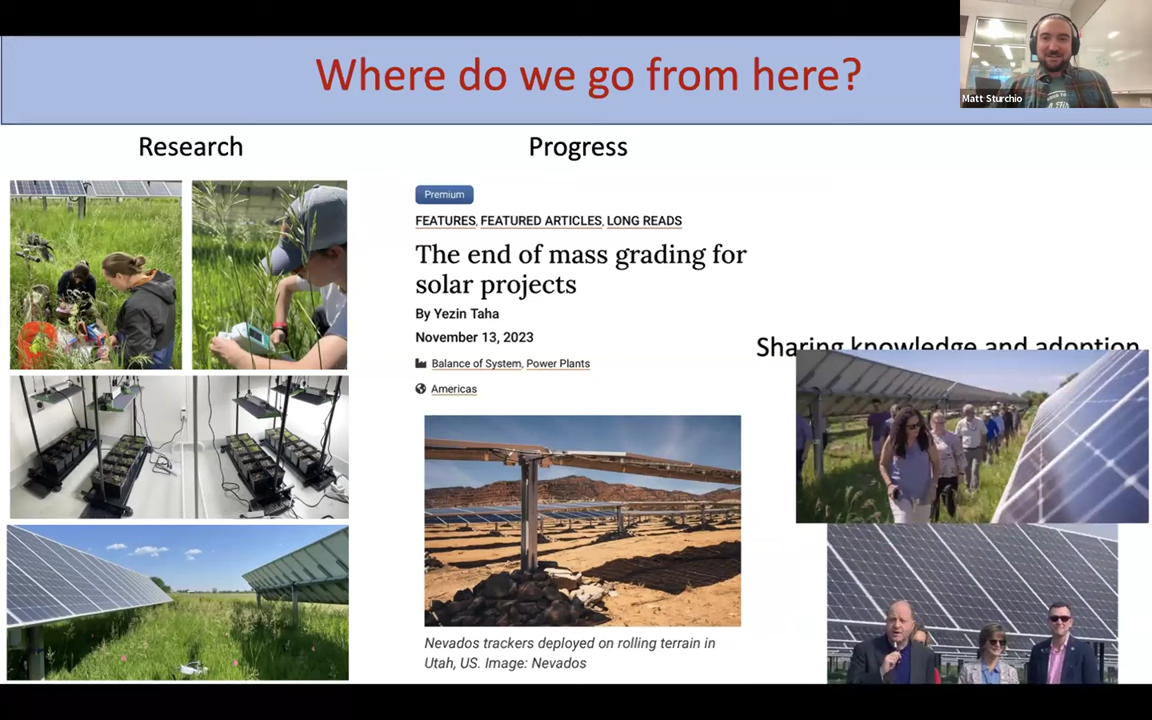 Where do we go from here?
Matt Sturchio
Research
Progress
Premium
FEATURES, FEATURED ARTICLES, LONG READS
The end of mass grading for
solar projects
By Yezin Taha
November 13, 2023
Balance of System, Power Plants
Americas
Sharing knowledge and adoption
Nevados trackers deployed on rolling terrain in
Utah, US. Image: Nevados